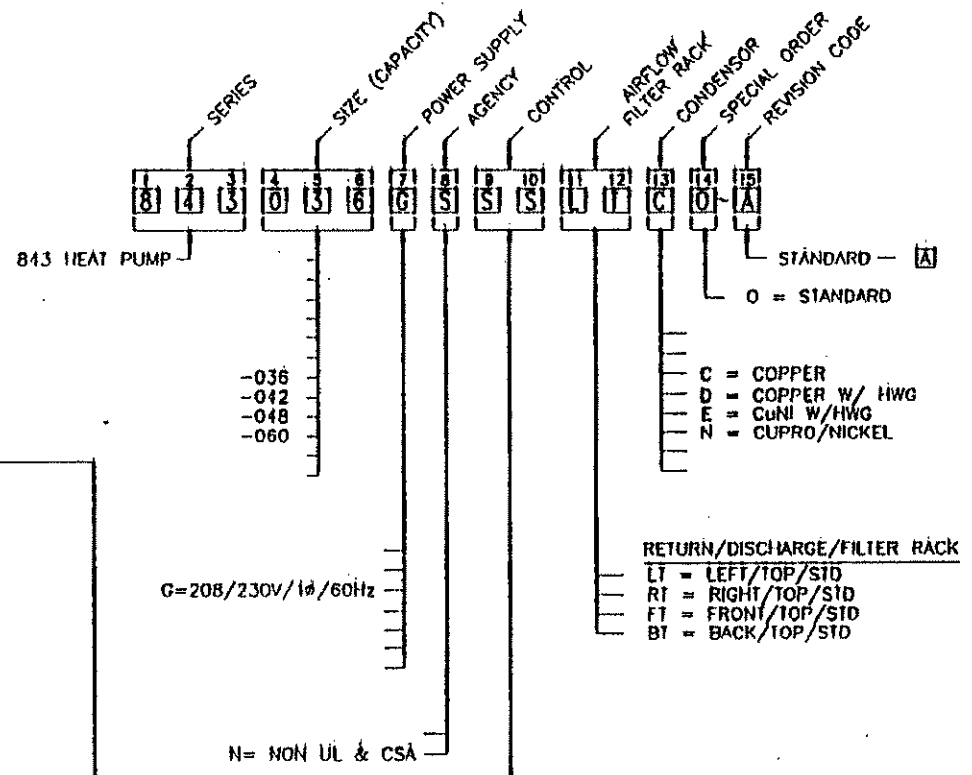 SERIES
SIZE (CAPACITY)
POWER SUPPLY
AGENCY
CONTROL
AIRFLOW
FILTER RACK
CONDENSOR
SPECIAL ORDER
REVISION CODE
1 2 3 4 5 6 7 8 9 10 11 12 13 14 15
8 4 3 0 3 6 G S S S L T C 0 - A
843 HEAT PUMP
STANDARD — A
0 = STANDARD
-036
-042
-048
-060
C = COPPER
D = COPPER W/ HWG
E = CuNI W/HWG
N = CUPRO/NICKEL
G=208/230V/1ø/60Hz
RETURN/DISCHARGE/FILTER RACK
LT = LEFT/TOP/STD
RT = RIGHT/TOP/STD
FT = FRONT/TOP/STD
BT = BACK/TOP/STD
N= NON UL & CSA